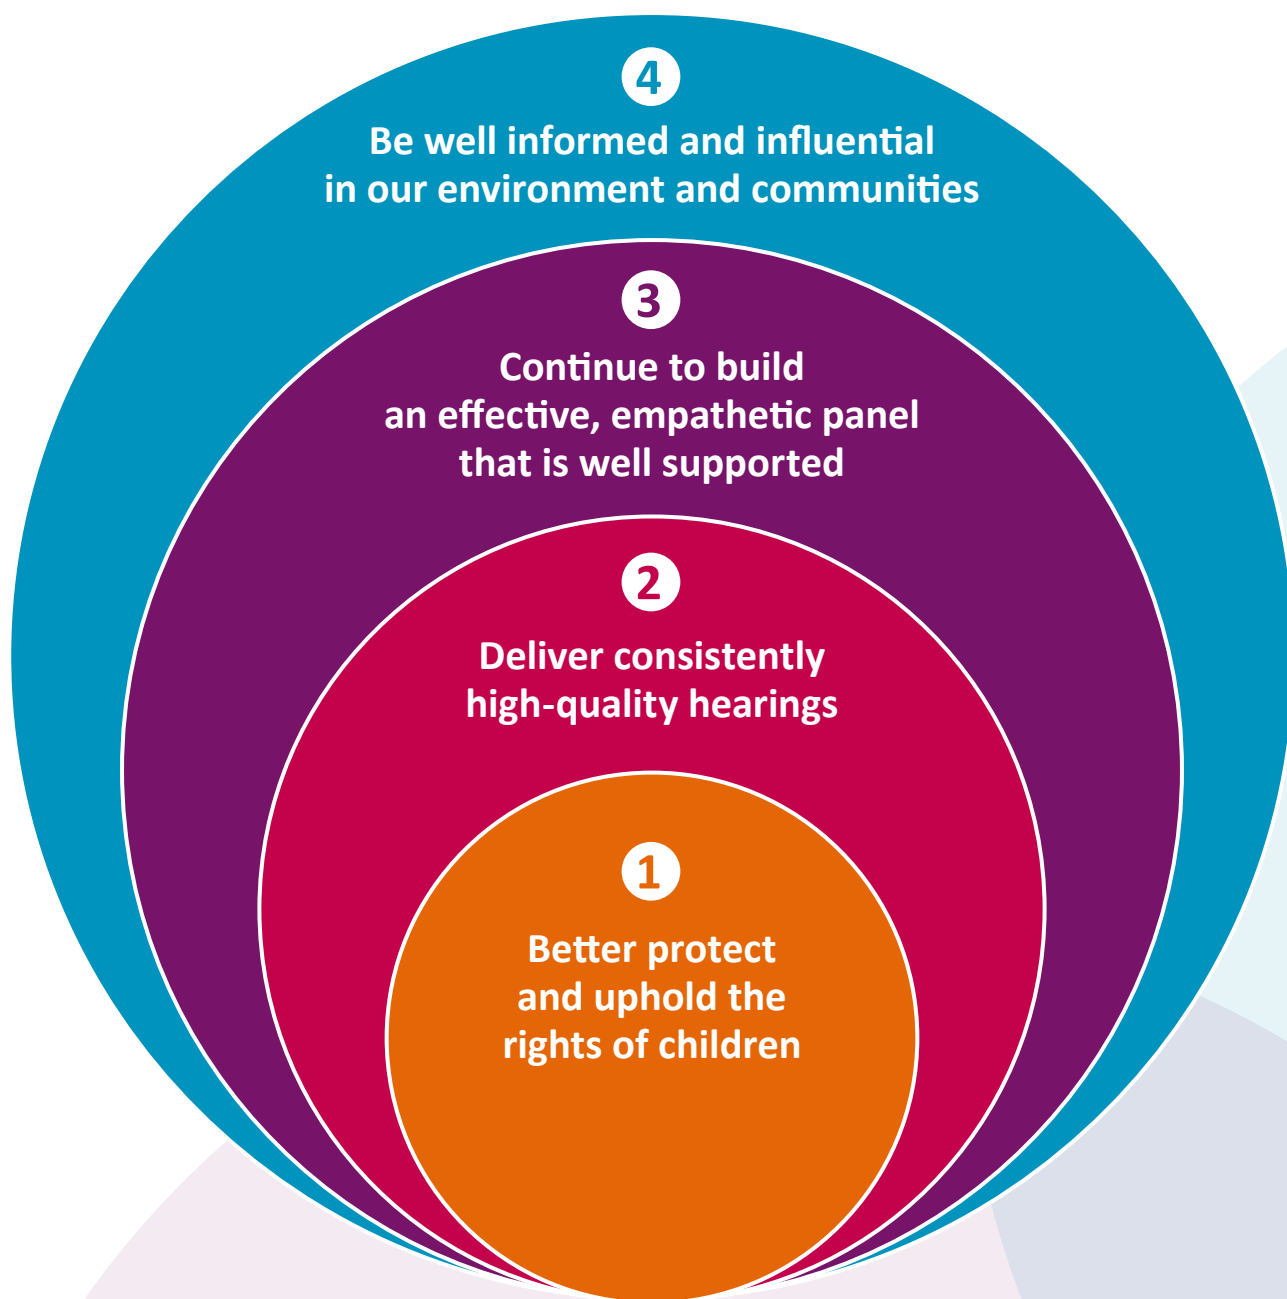 4
Be well informed and influential
in our environment and communities
3
Continue to build
an effective, empathetic panel
that is well supported
2
Deliver consistently
high-quality hearings
1
Better protect
and uphold the
rights of children